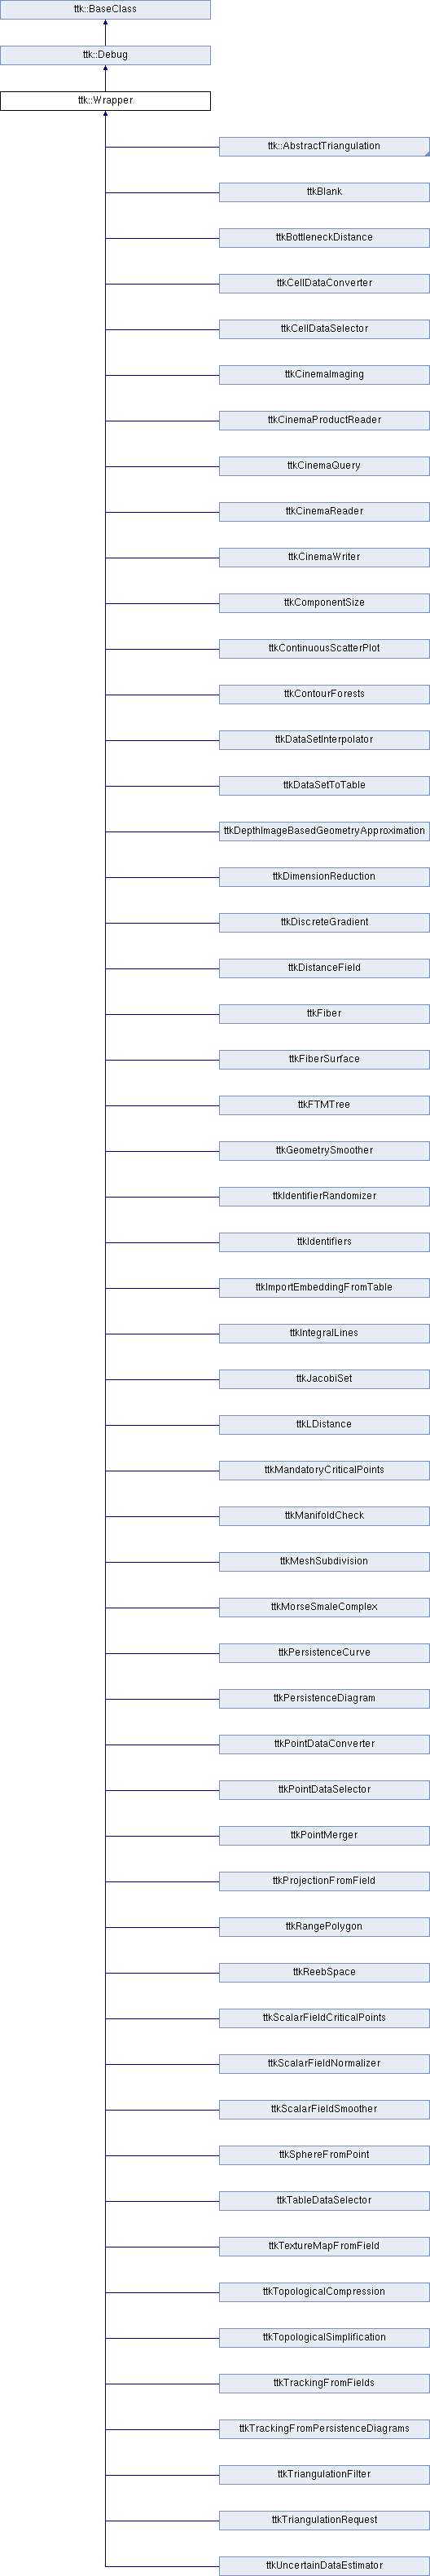 ttk::BaseClass
ttk::Debug
ttk::Wrapper
ttk::AbstractTriangulation
ttkBlank
ttkBottleneckDistance
ttkCellDataConverter
ttkCellDataSelector
ttkCinemaImaging
ttkCinemaProductReader
ttkCinemaQuery
ttkCinemaReader
ttkCinemaWriter
ttkComponentSize
ttkContinuousScatterPlot
ttkContourForests
ttkDataSetInterpolator
ttkDataSetToTable
ttkDepthImageBasedGeometryApproximation
ttkDimensionReduction
ttkDiscreteGradient
ttkDistanceField
ttkFiber
ttkFiberSurface
ttkFTMTree
ttkGeometrySmoother
ttkIdentifierRandomizer
ttkIdentifiers
ttkImportEmbeddingFromTable
ttkIntegralLines
ttkJacobiSet
ttkLDistance
ttkMandatoryCriticalPoints
ttkManifoldCheck
ttkMeshSubdivision
ttkMorseSmaleComplex
ttkPersistenceCurve
ttkPersistenceDiagram
ttkPointDataConverter
ttkPointDataSelector
ttkPointMerger
ttkProjectionFromField
ttkRangePolygon
ttkReebSpace
ttkScalarFieldCriticalPoints
ttkScalarFieldNormalizer
ttkScalarFieldSmoother
ttkSphereFromPoint
ttkTableDataSelector
ttkTextureMapFromField
ttkTopologicalCompression
ttkTopologicalSimplification
ttkTrackingFromFields
ttkTrackingFromPersistenceDiagrams
ttkTriangulationFilter
ttkTriangulationRequest
ttkUncertainDataEstimator